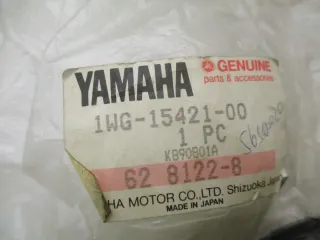 YAMAHA
GENUINE
parts & accessories
1WG-15421-00
1 PC
KB90801A
62 8122-8
HA MOTOR CO., LTD. Shizuoka Japan
MADE IN JAPAN